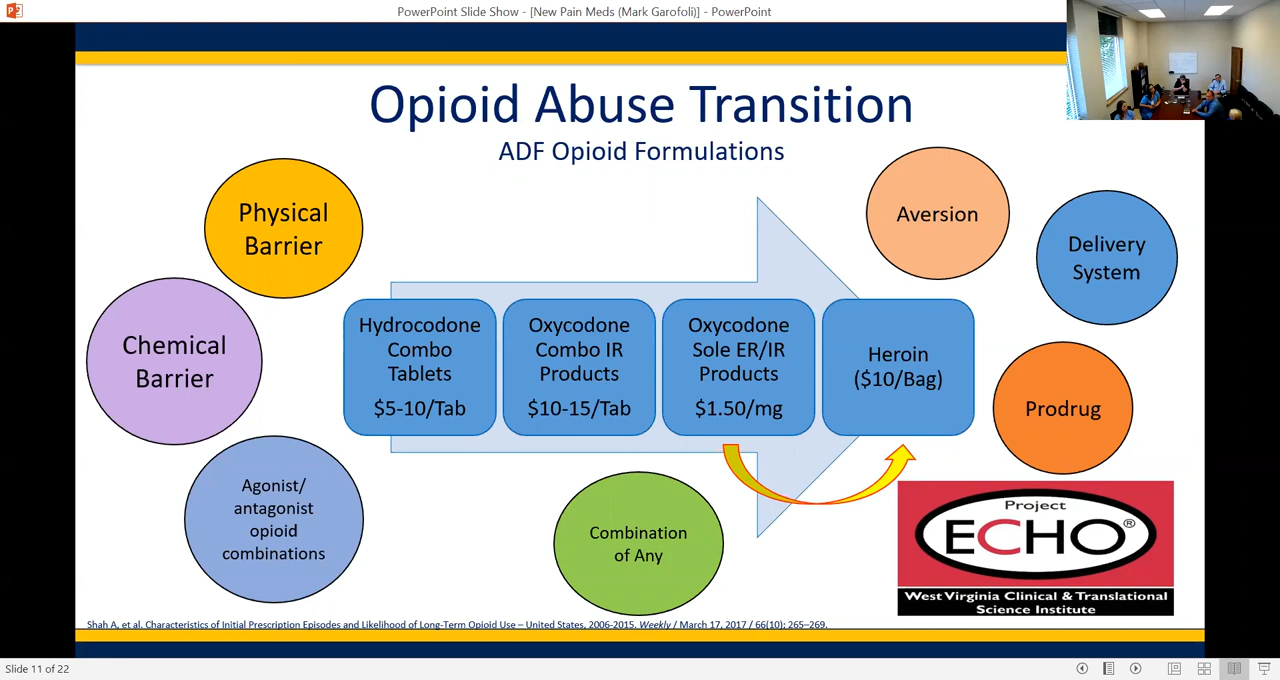 PowerPoint Slide Show - [New Pain Meds (Mark Garofoli)] - PowerPoint
Opioid Abuse Transition
ADF Opioid Formulations
Physical
Barrier
Chemical
Barrier
Agonist/
antagonist
opioid
combinations
Hydrocodone
Combo
Tablets
$5-10/Tab
Oxycodone
Combo IR
Products
$10-15/Tab
Oxycodone
Sole ER/IR
Products
$1.50/mg
Heroin
($10/Bag)
Combination
of Any
Aversion
Delivery
System
Prodrug
Project
ECHO®
West Virginia Clinical & Translational
Science Institute
Shah A, et al. Characteristics of Initial Prescription Episodes and Likelihood of Long-Term Opioid Use – United States, 2006-2015. Weekly / March 17, 2017 / 66(10); 265–269.
Slide 11 of 22